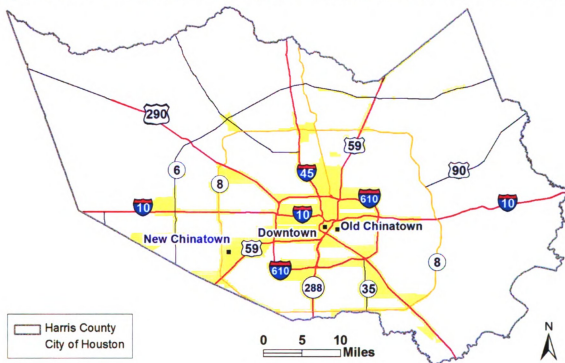 290
59
6
8
45
90
10
10
610
10
Downtown
Old Chinatown
New Chinatown
59
8
610
288
35
Harris County
City of Houston
0 5 10
Miles
N